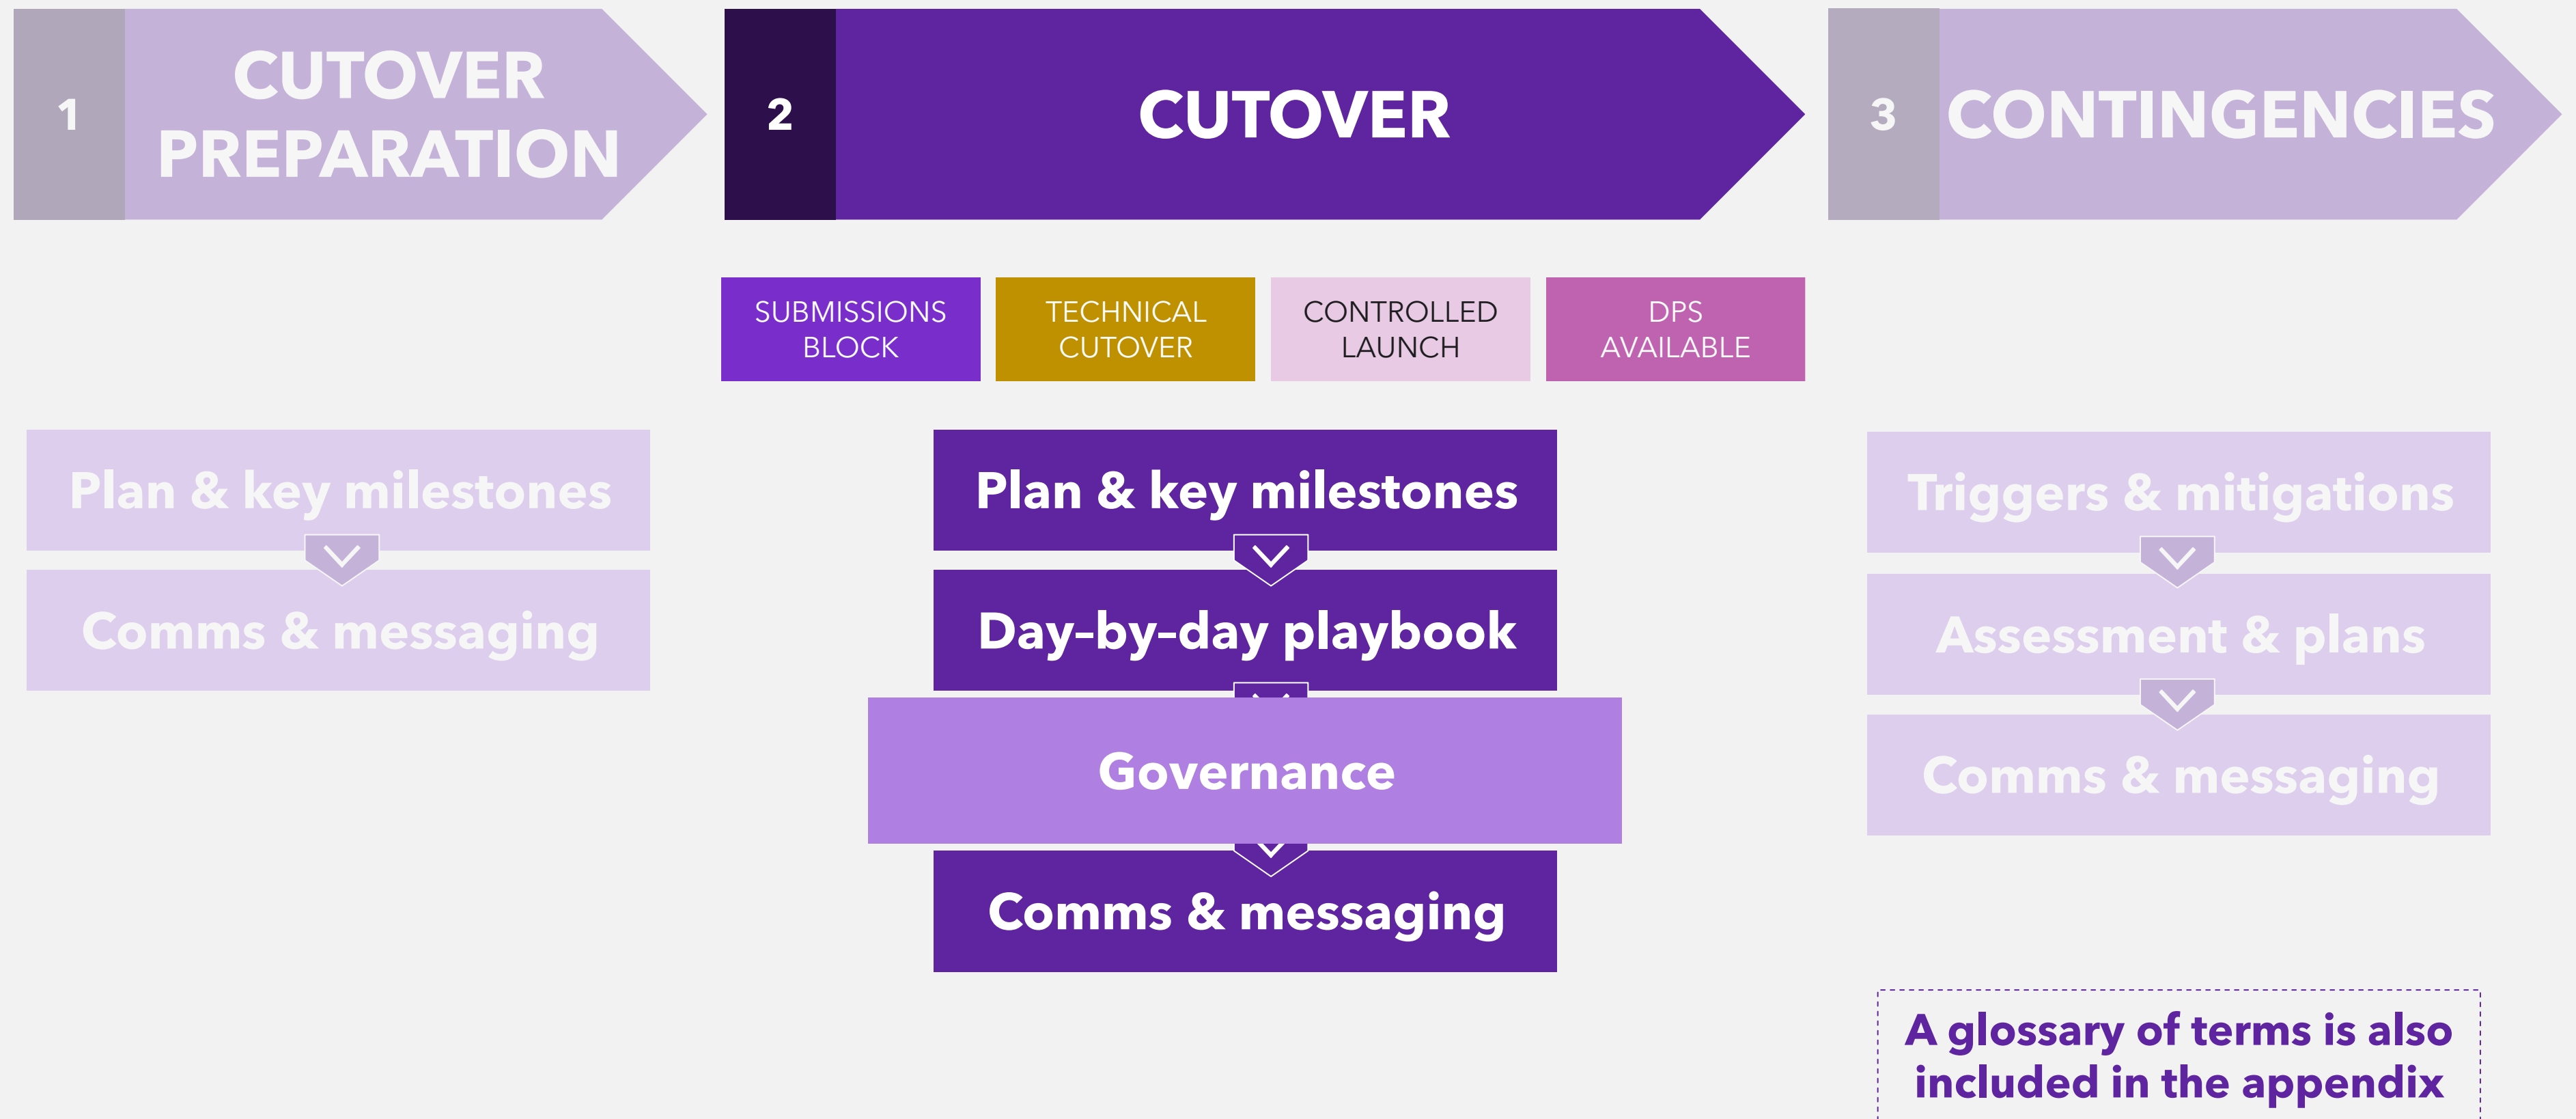 1
CUTOVER
PREPARATION
2
CUTOVER
3
CONTINGENCIES
SUBMISSIONS
BLOCK
TECHNICAL
CUTOVER
CONTROLLED
LAUNCH
DPS
AVAILABLE
Plan & key milestones
Comms & messaging
Plan & key milestones
Day-by-day playbook
Governance
Comms & messaging
Triggers & mitigations
Assessment & plans
Comms & messaging
A glossary of terms is also
included in the appendix